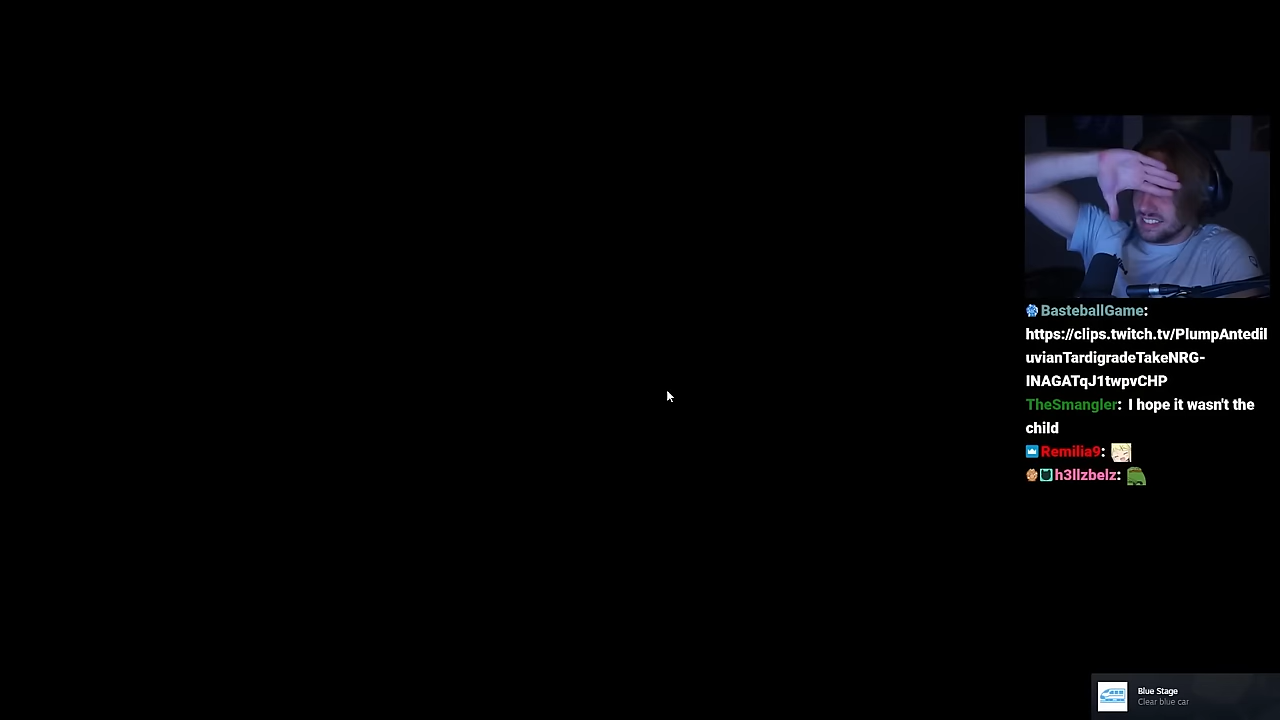 BasteballGame:
https://clips.twitch.tv/PlumpAntedil
uvianTardigradeTakeNRG-
INAGATqJ1twpvCHP
TheSmangler: I hope it wasn't the
child
Remilia9:
h3llzbelz:
Blue Stage
Clear blue car